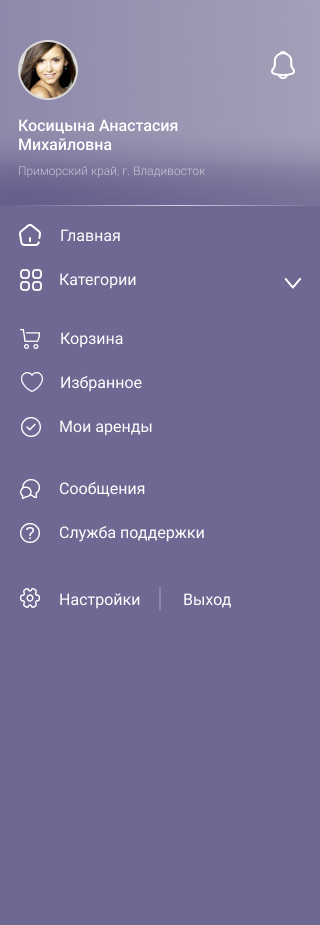 Косицына Анастасия
Михайловна
Приморский край, г. Владивосток
Главная
Категории
Корзина
Избранное
Мои аренды
Сообщения
Служба поддержки
Настройки
Выход